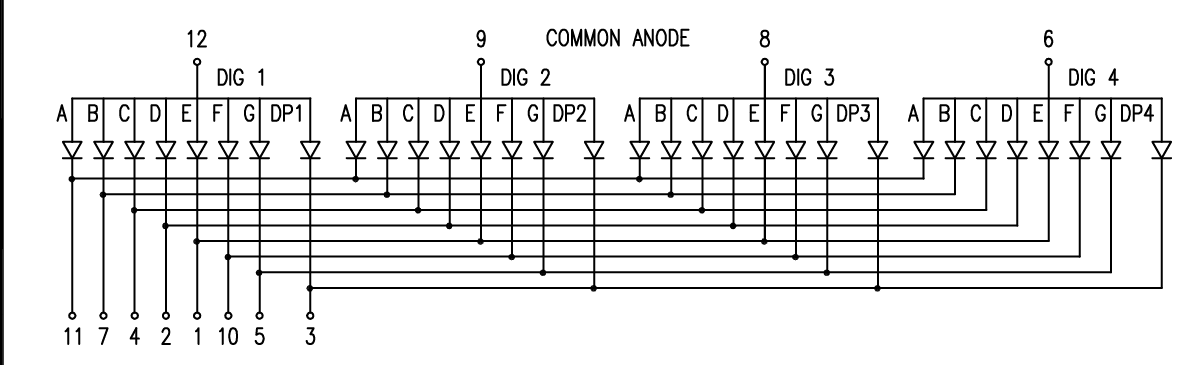 12 9 COMMON ANODE 8 6
DIG 1 DIG 2 DIG 3 DIG 4
A B C D E F G DP1 A B C D E F G DP2 A B C D E F G DP3 A B C D E F G DP4
11 7 4 2 1 10 5 3